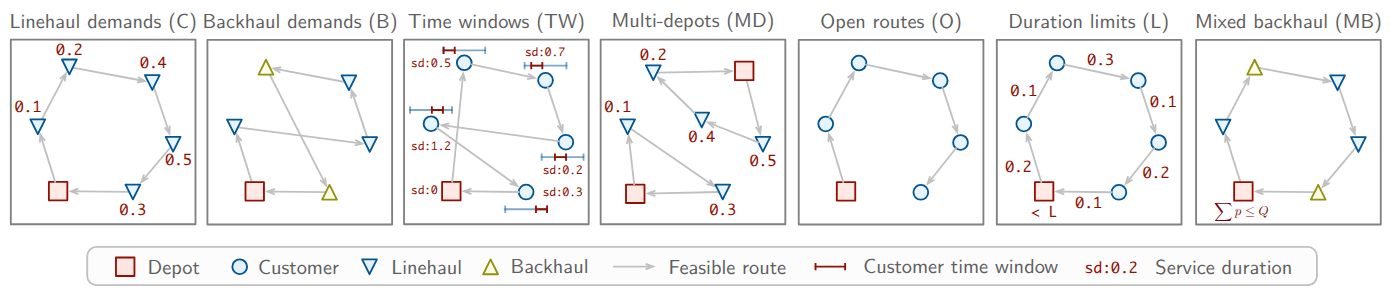 Linehaul demands (C)
Backhaul demands (B)
Time windows (TW)
Multi-depots (MD)
Open routes (O)
Duration limits (L)
Mixed backhaul (MB)
0.2
0.4
0.1
0.5
0.3
sd:0.5
sd:0.7
sd:1.2
sd:0.2
sd:0
sd:0.3
0.2
0.1
0.4
0.5
0.3
0.3
0.1
0.1
0.2
0.2
0.1
< L
∑ p ≤ Q
Depot
Customer
Linehaul
Backhaul
Feasible route
Customer time window
sd:0.2 Service duration